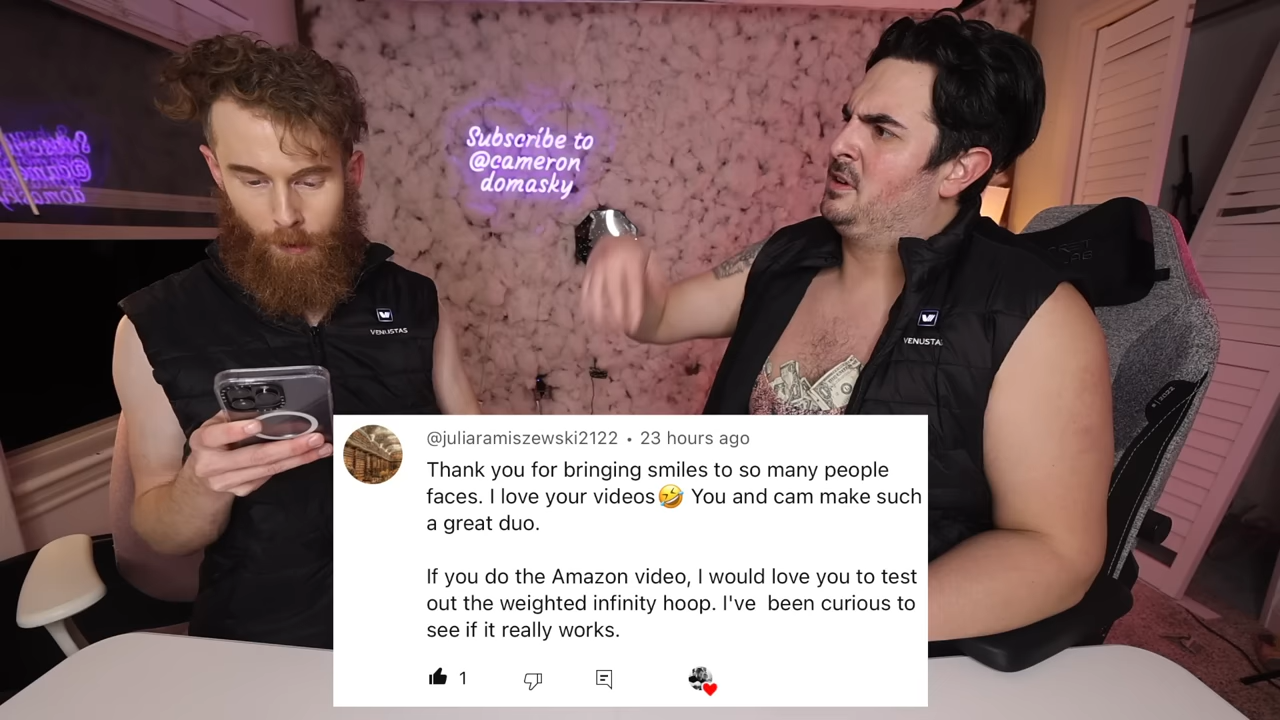 Subscribe to
@cameron
domasky
VENUSTAS
VENUSTAS
@juliaramiszewski2122 • 23 hours ago
Thank you for bringing smiles to so many people
faces. I love your videos🤣 You and cam make such
a great duo.
If you do the Amazon video, I would love you to test
out the weighted infinity hoop. I've  been curious to
see if it really works.
1